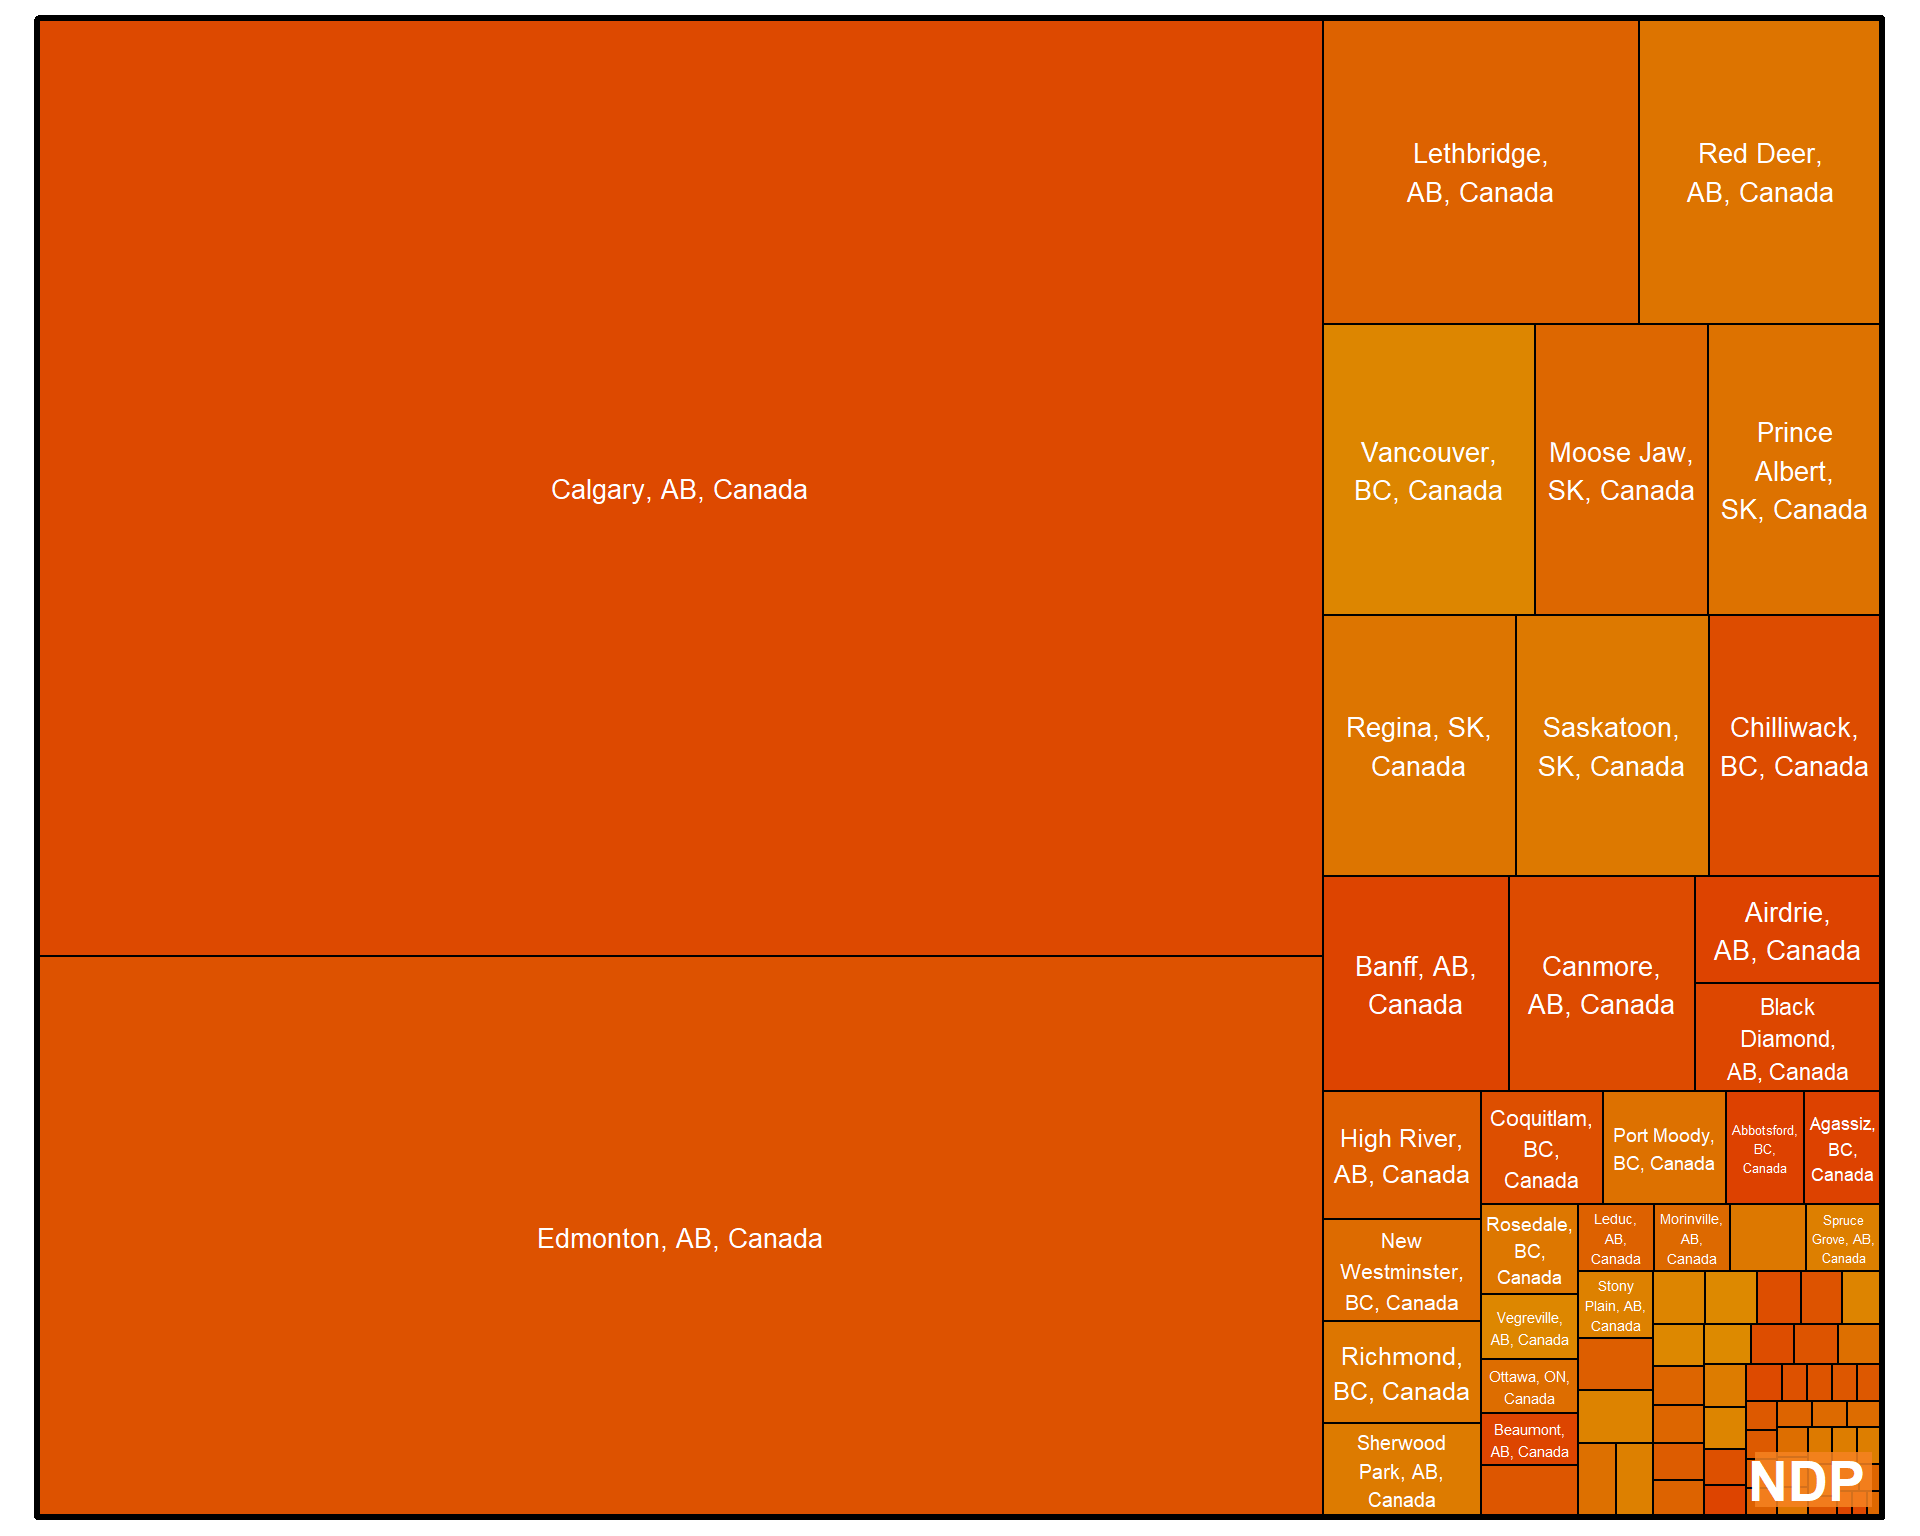 Calgary, AB, Canada
Edmonton, AB, Canada
Lethbridge,
AB, Canada
Red Deer,
AB, Canada
Vancouver,
BC, Canada
Moose Jaw,
SK, Canada
Prince
Albert,
SK, Canada
Regina, SK,
Canada
Saskatoon,
SK, Canada
Chilliwack,
BC, Canada
Banff, AB,
Canada
Canmore,
AB, Canada
Airdrie,
AB, Canada
Black
Diamond,
AB, Canada
High River,
AB, Canada
New
Westminster,
BC, Canada
Richmond,
BC, Canada
Sherwood
Park, AB,
Canada
Coquitlam,
BC,
Canada
Port Moody,
BC, Canada
Abbotsford,
BC,
Canada
Agassiz,
BC,
Canada
Rosedale,
BC,
Canada
Vegreville,
AB, Canada
Ottawa, ON,
Canada
Beaumont,
AB, Canada
Leduc,
AB,
Canada
Morinville,
AB,
Canada
Spruce
Grove, AB,
Canada
Stony
Plain, AB,
Canada
NDP